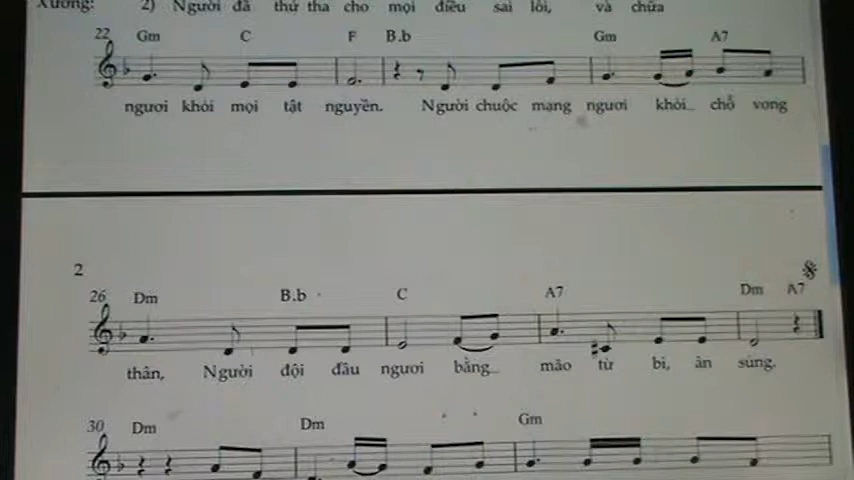 Xướng: 2) Người đã thứ tha cho mọi điều sai lỗi, và chữa
22 Gm C F B.b Gm A7
ngươi khỏi mọi tật nguyền. Người chuộc mạng ngươi khỏi chỗ vong
2
26 Dm B.b C A7 Dm A7
thân, Người đội đầu ngươi bằng mão từ bi, ân sủng.
30 Dm Dm Gm